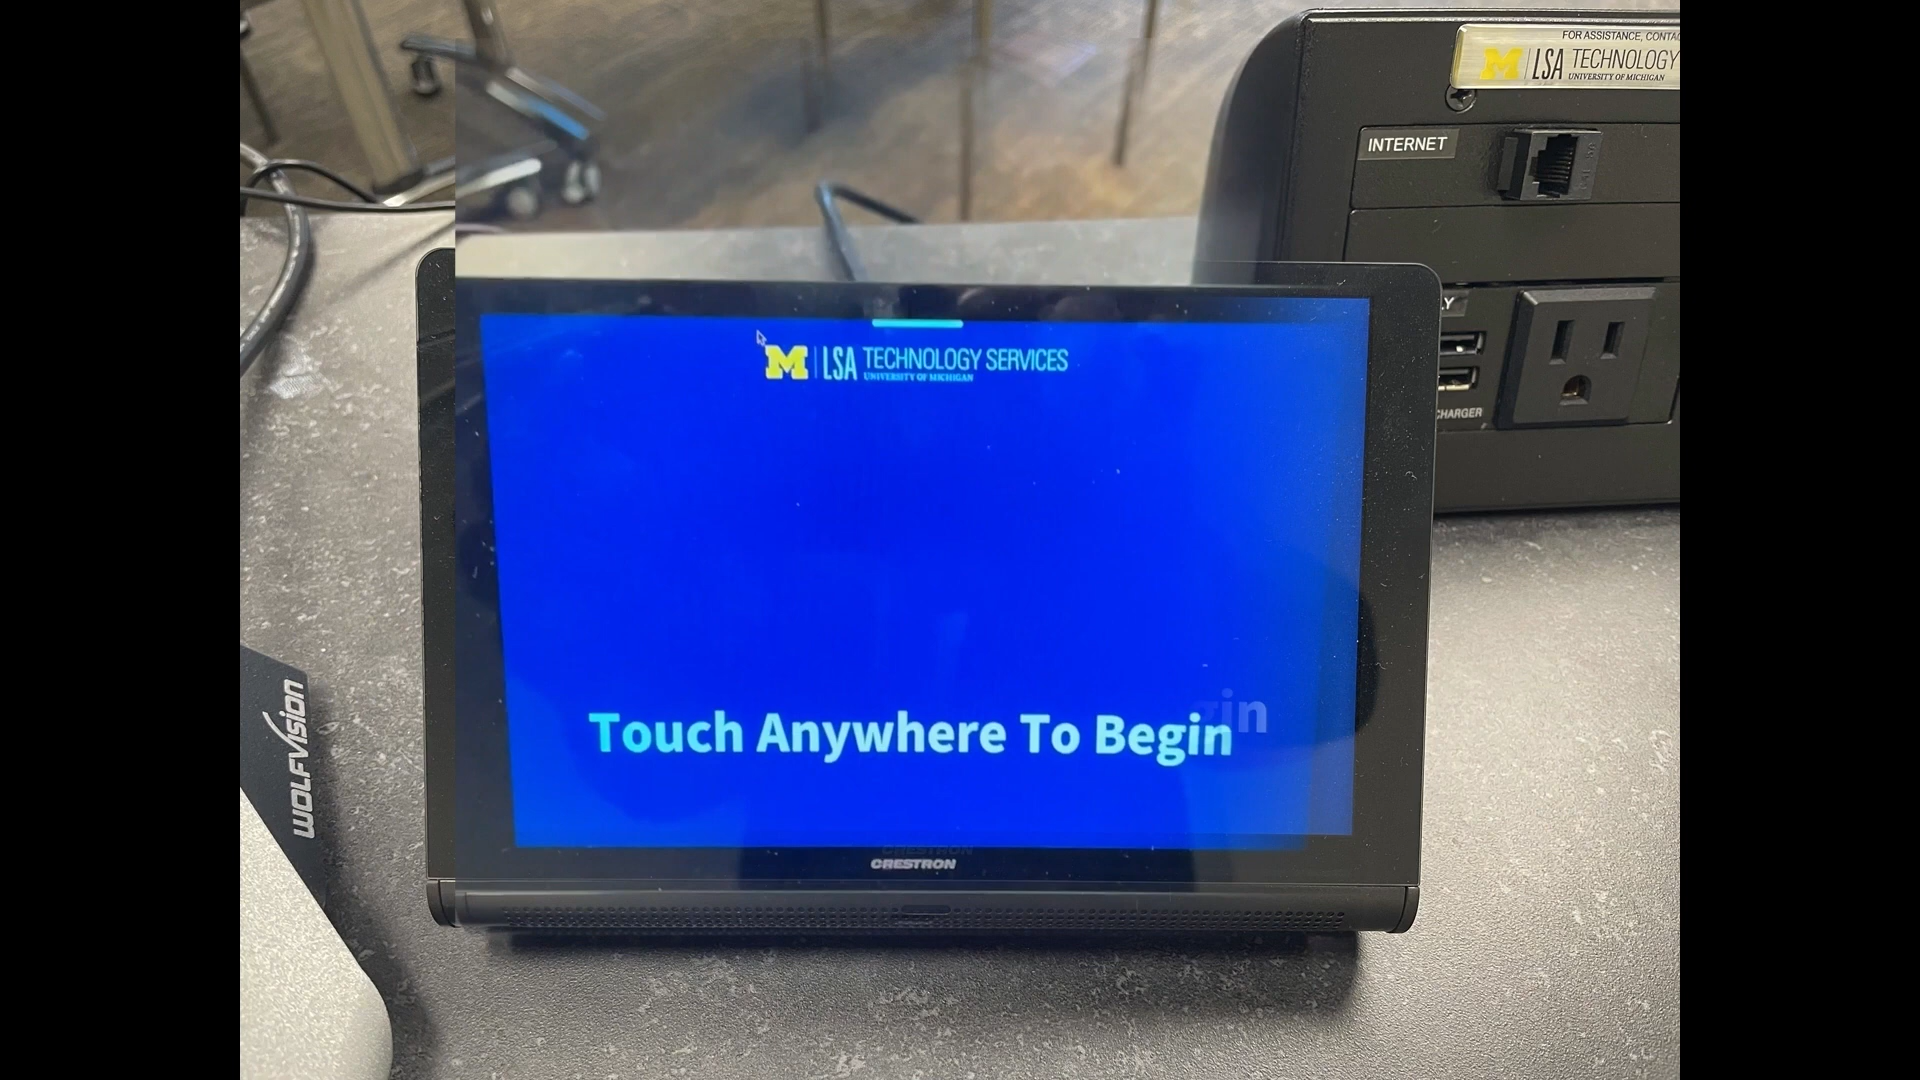 FOR ASSISTANCE,
M LSA TECHNOLOGY
UNIVERSITY OF MICHIGAN
INTERNET
CHARGER
M LSA TECHNOLOGY SERVICES
UNIVERSITY OF MICHIGAN
Touch Anywhere To Begin
CRESTRON
WOLFVISION